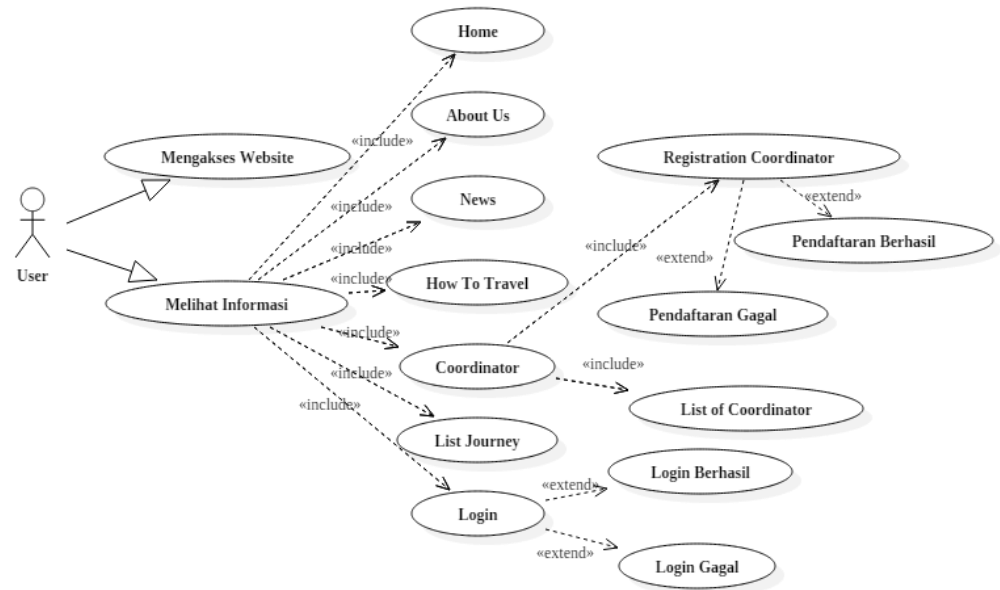 Home
«include»
About Us
Mengakses Website
Registration Coordinator
«include»
News
«extend»
«include»
«include»
Pendaftaran Berhasil
«extend»
User
«include»
How To Travel
Melihat Informasi
Pendaftaran Gagal
«include»
Coordinator
«include»
«include»
List of Coordinator
«include»
List Journey
Login Berhasil
«extend»
Login
«extend»
Login Gagal